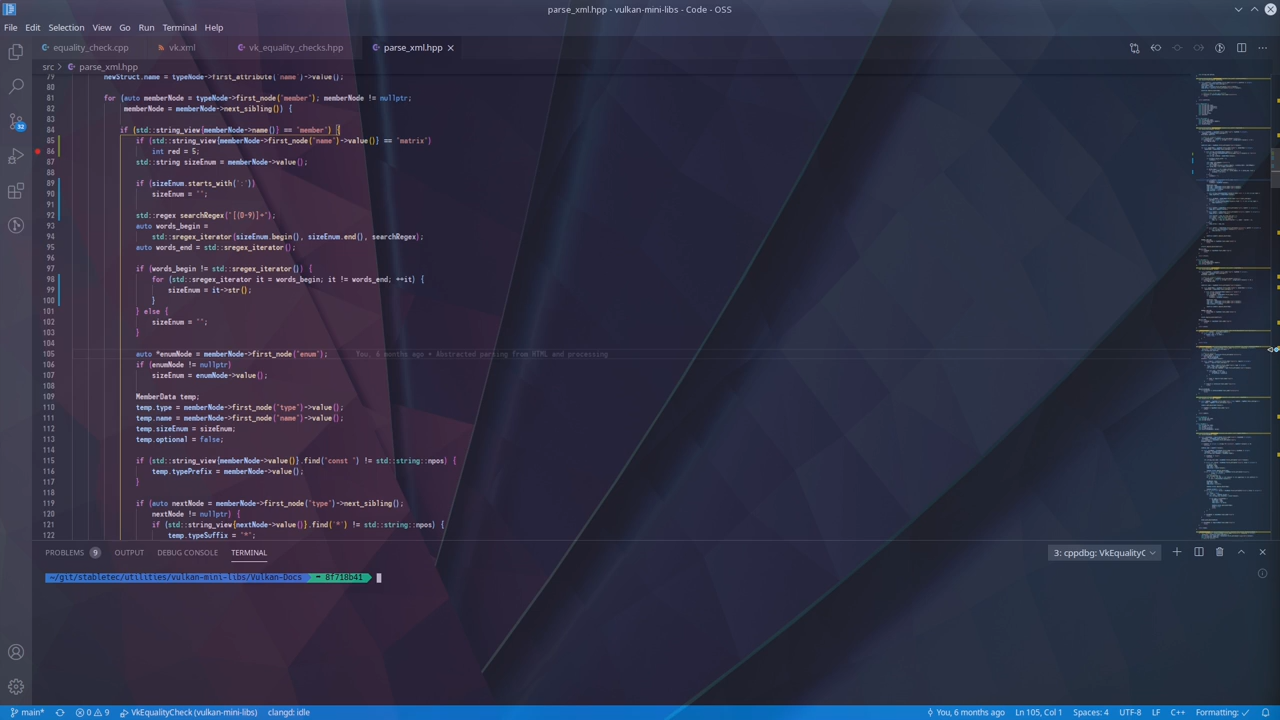 parse_xml.hpp - vulkan-mini-libs - Code - OSS
File Edit Selection View Go Run Terminal Help
equality_check.cpp vk.xml vk_equality_checks.hpp parse_xml.hpp
src > parse_xml.hpp
79 newStruct.name = typeNode->first_attribute("name")->value();
80
81 for (auto memberNode = typeNode->first_node("member"); memberNode != nullptr;
82 memberNode = memberNode->next_sibling()) {
83
84 if (std::string_view(memberNode->name()) == "member") {
85 if (std::string_view(memberNode->first_node("name")->value()) == "matrix")
86 int red = 5;
87 std::string sizeEnum = memberNode->value();
88
89 if (sizeEnum.starts_with(':'))
90 sizeEnum = "";
91
92 std::regex searchRegex("[(0-9)]+");
93 auto words_begin =
94 std::sregex_iterator(sizeEnum.begin(), sizeEnum.end(), searchRegex);
95 auto words_end = std::sregex_iterator();
96
97 if (words_begin != std::sregex_iterator()) {
98 for (std::sregex_iterator it = words_begin; it != words_end; ++it) {
99 sizeEnum = it->str();
100 }
101 } else {
102 sizeEnum = "";
103 }
104
105 auto *enumNode = memberNode->first_node("enum"); You, 6 months ago • Abstracted parsing from HTML and processing
106 if (enumNode != nullptr)
107 sizeEnum = enumNode->value();
108
109 MemberData temp;
110 temp.type = memberNode->first_node("type")->value();
111 temp.name = memberNode->first_node("name")->value();
112 temp.sizeEnum = sizeEnum;
113 temp.optional = false;
114
115 if (std::string_view(memberNode->value()).find( != std::string::npos {
116 temp.typePrefix = memberNode->value();
117 }
118
119 if (auto nextNode = memberNode->first_node("type")->next_sibling();
120 nextNode != nullptr) {
121 if (std::string_view{nextNode->value()}.find('*') != std::string::npos) {
122 temp.typeSuffix = "*";
PROBLEMS 9 OUTPUT DEBUG CONSOLE TERMINAL 3: cppdbg: VkEqualityC
~/git/stabletec/utilities/vulkan-mini-libs/Vulkan-Docs 8f718b41
32
main* 0 9 VkEqualityCheck (vulkan-mini-libs) clangd: idle You, 6 months ago Ln 105, Col 1 Spaces: 4 UTF-8 LF C++ Formatting: ✓